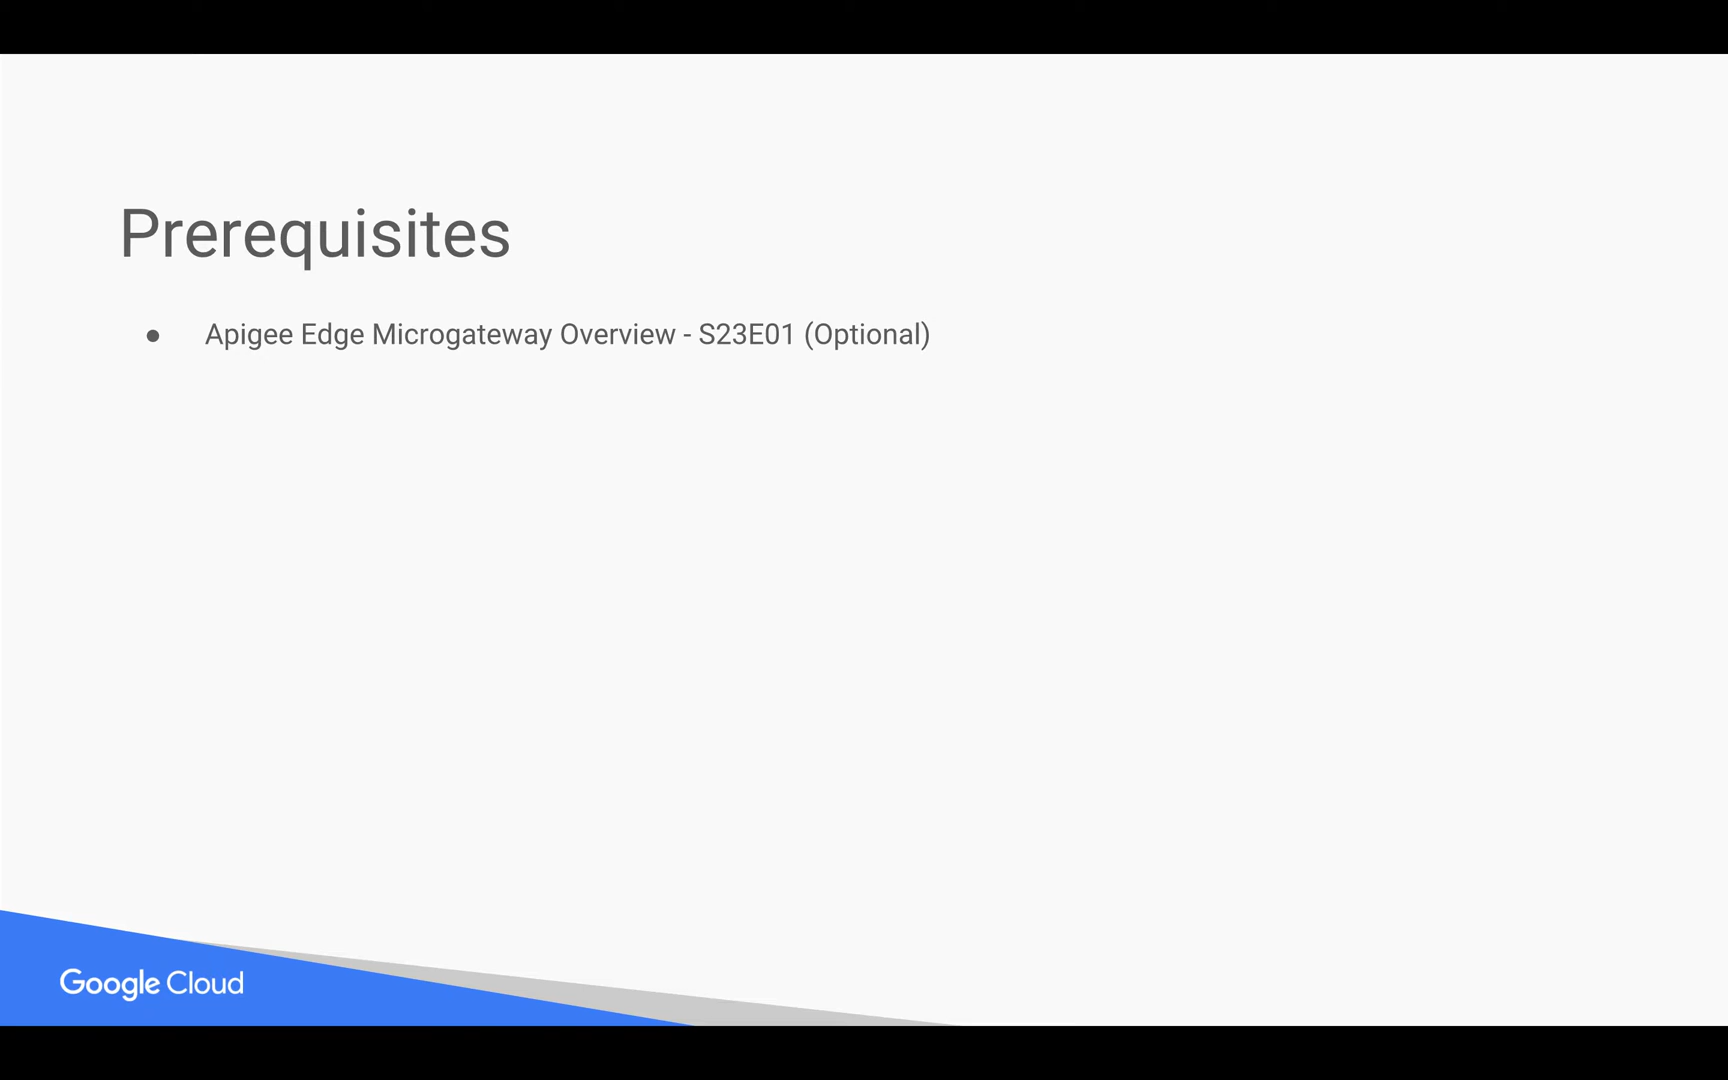 Prerequisites
● Apigee Edge Microgateway Overview - S23E01 (Optional)
Google Cloud